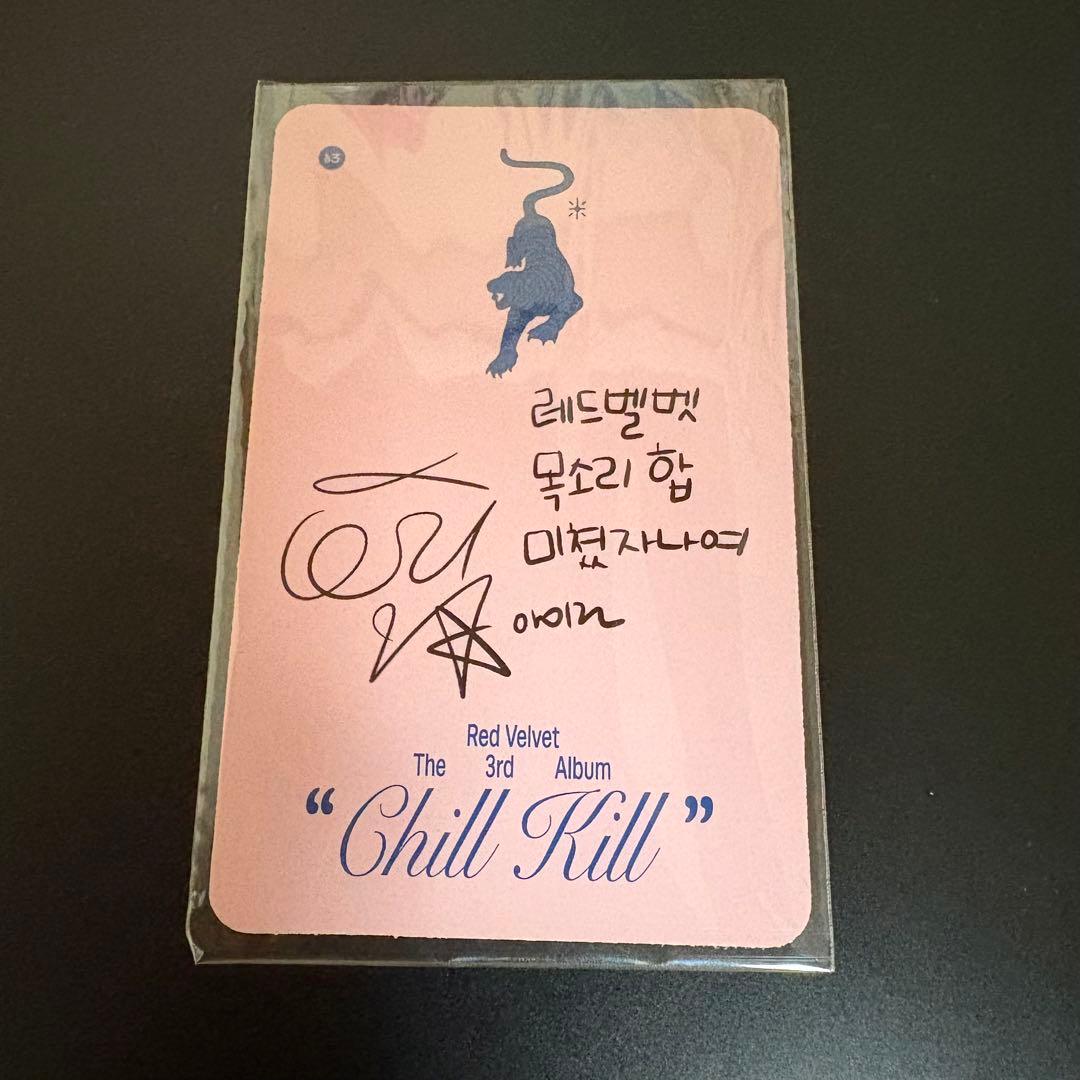 레드벨벳
목소리 합
미쳤자나여
아이린
Red Velvet
The 3rd Album
“Chill Kill”